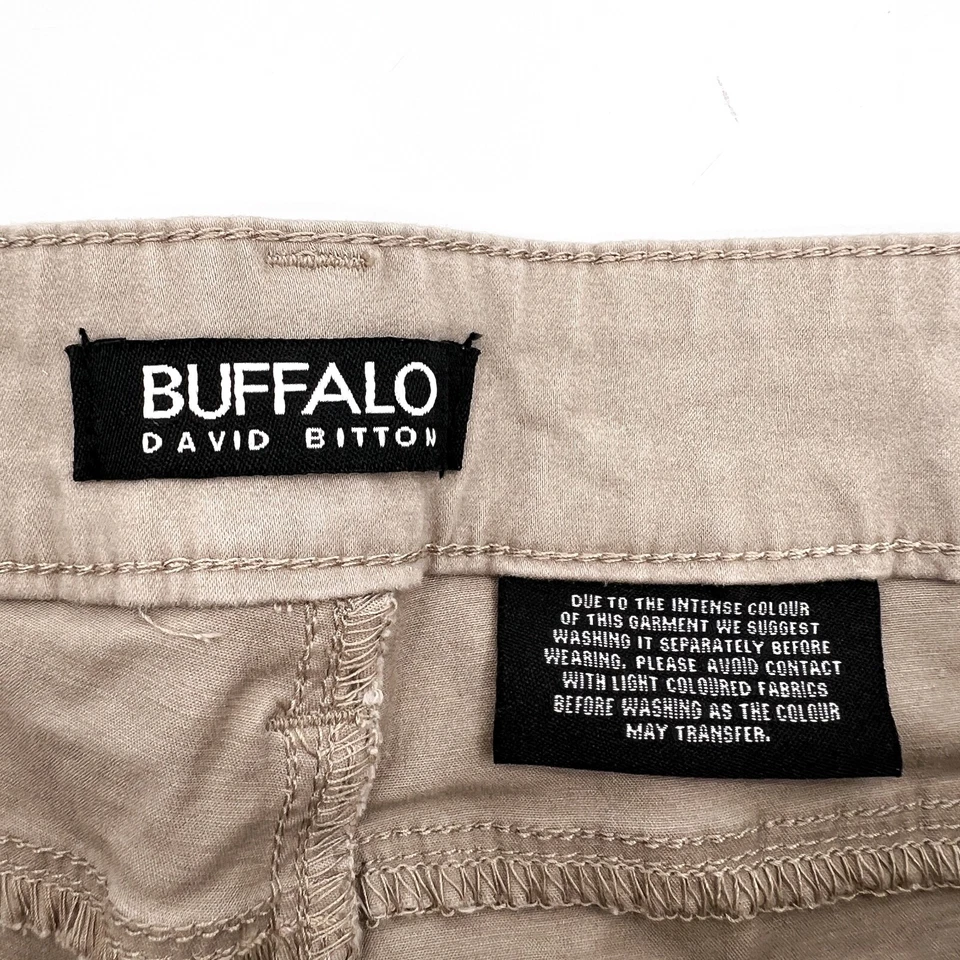 BUFFALO
DAVID BITTON
DUE TO THE INTENSE COLOUR
OF THIS GARMENT WE SUGGEST
WASHING IT SEPARATELY BEFORE
WEARING. PLEASE AVOID CONTACT
WITH LIGHT COLOURED FABRICS
BEFORE WASHING AS THE COLOUR
MAY TRANSFER.